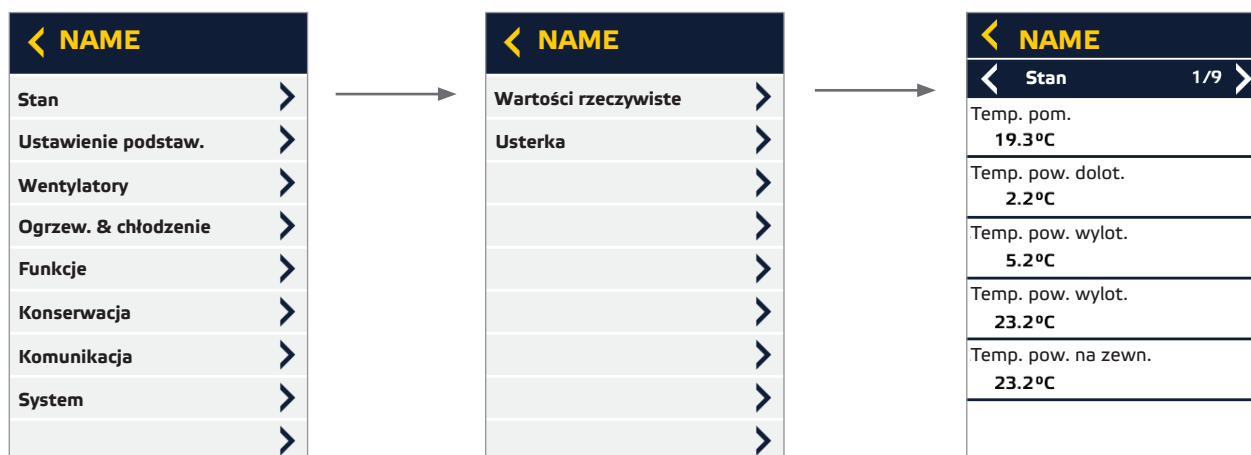 NAME
Stan
Ustawienie podstaw.
Wentylatory
Ogrzew. & chłodzenie
Funkcje
Konserwacja
Komunikacja
System
NAME
Wartości rzeczywiste
Usterka
NAME
Stan 1/9
Temp. pom.
19.3ºC
Temp. pow. dolot.
2.2ºC
Temp. pow. wylot.
5.2ºC
Temp. pow. wylot.
23.2ºC
Temp. pow. na zewn.
23.2ºC